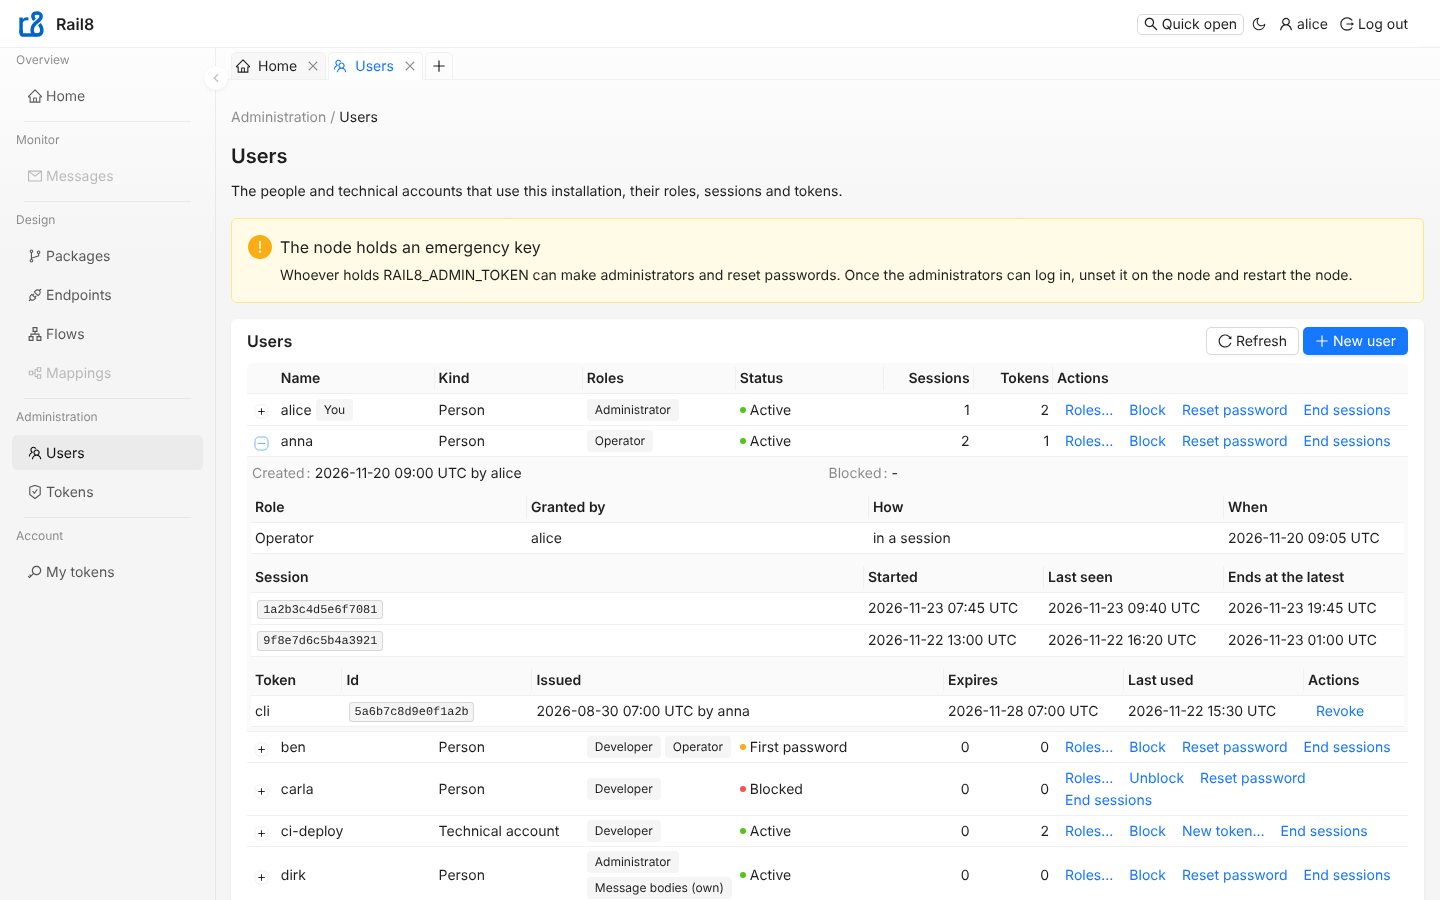 r8 Rail8
Quick open alice Log out
Overview
Home
Monitor
Messages
Design
Packages
Endpoints
Flows
Mappings
Administration
Users
Tokens
Account
My tokens
Home Users
Administration / Users
Users
The people and technical accounts that use this installation, their roles, sessions and tokens.
The node holds an emergency key
Whoever holds RAIL8_ADMIN_TOKEN can make administrators and reset passwords. Once the administrators can log in, unset it on the node and restart the node.
Users Refresh New user
Name Kind Roles Status Sessions Tokens Actions
alice You Person Administrator Active 1 2 Roles... Block Reset password End sessions
anna Person Operator Active 2 1 Roles... Block Reset password End sessions
Created: 2026-11-20 09:00 UTC by alice Blocked: -
Role Granted by How When
Operator alice in a session 2026-11-20 09:05 UTC
Session Started Last seen Ends at the latest
1a2b3c4d5e6f7081 2026-11-23 07:45 UTC 2026-11-23 09:40 UTC 2026-11-23 19:45 UTC
9f8e7d6c5b4a3921 2026-11-22 13:00 UTC 2026-11-22 16:20 UTC 2026-11-23 01:00 UTC
Token Id Issued Expires Last used Actions
cli 5a6b7c8d9e0f1a2b 2026-08-30 07:00 UTC by anna 2026-11-28 07:00 UTC 2026-11-22 15:30 UTC Revoke
ben Person Developer Operator First password 0 0 Roles... Block Reset password End sessions
carla Person Developer Blocked 0 0 Roles... Unblock Reset password
End sessions
ci-deploy Technical account Developer Active 0 2 Roles... Block New token... End sessions
dirk Person Administrator Active 0 0 Roles... Block Reset password End sessions
Message bodies (own)